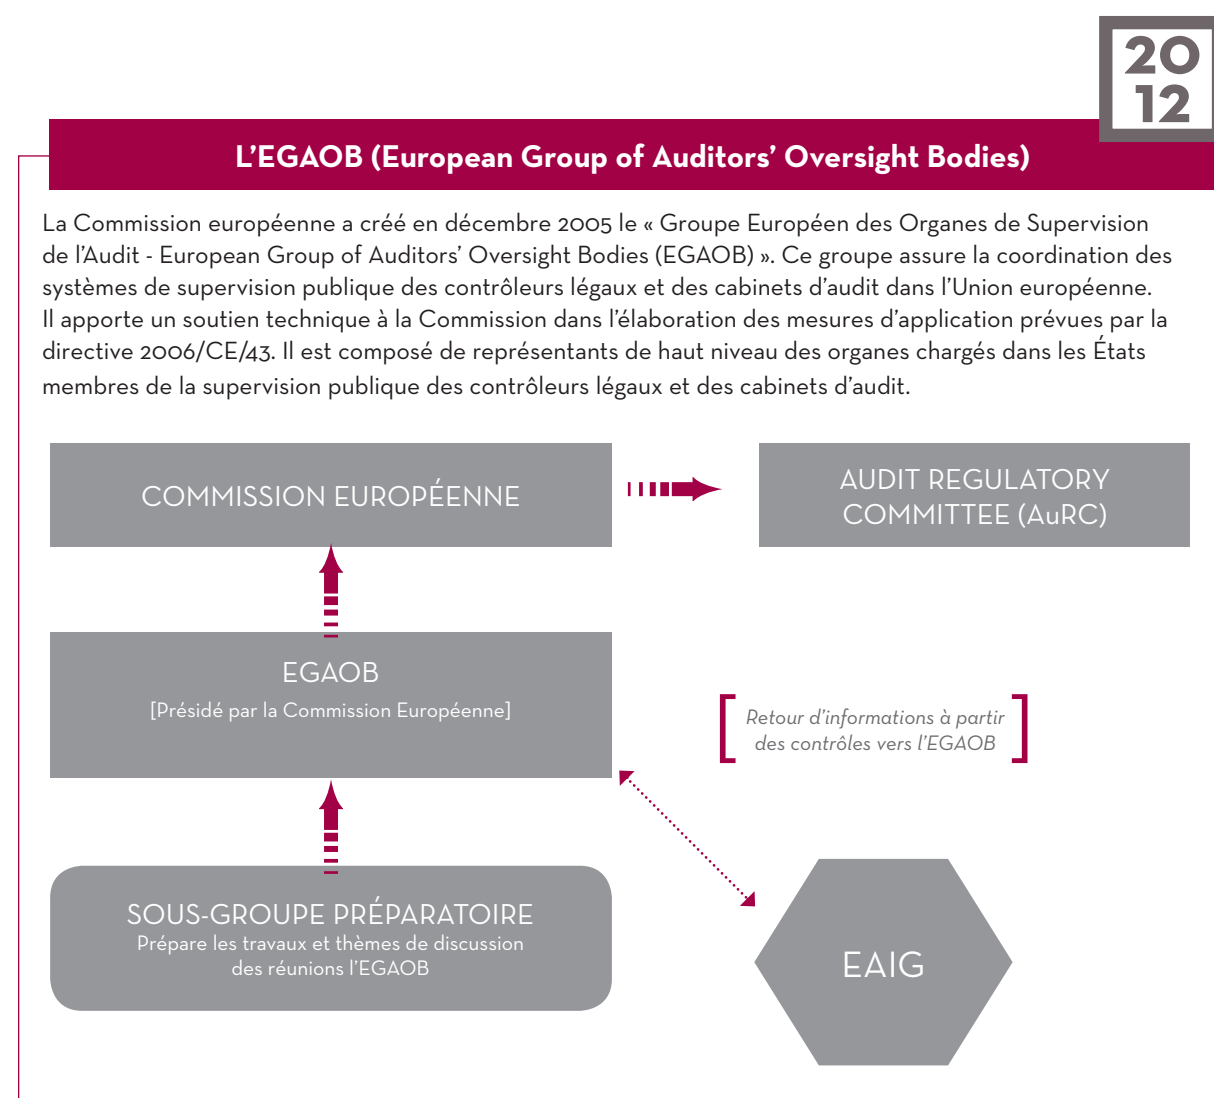 20
12
L’EGAOB (European Group of Auditors’ Oversight Bodies)
La Commission européenne a créé en décembre 2005 le « Groupe Européen des Organes de Supervision
de l’Audit - European Group of Auditors’ Oversight Bodies (EGAOB) ». Ce groupe assure la coordination des
systèmes de supervision publique des contrôleurs légaux et des cabinets d’audit dans l’Union européenne.
Il apporte un soutien technique à la Commission dans l’élaboration des mesures d’application prévues par la
directive 2006/CE/43. Il est composé de représentants de haut niveau des organes chargés dans les États
membres de la supervision publique des contrôleurs légaux et des cabinets d’audit.
COMMISSION EUROPÉENNE
AUDIT REGULATORY
COMMITTEE (AuRC)
EGAOB
[Présidé par la Commission Européenne]
Retour d’informations à partir
des contrôles vers l’EGAOB
SOUS-GROUPE PRÉPARATOIRE
Prépare les travaux et thèmes de discussion
des réunions l’EGAOB
EAIG